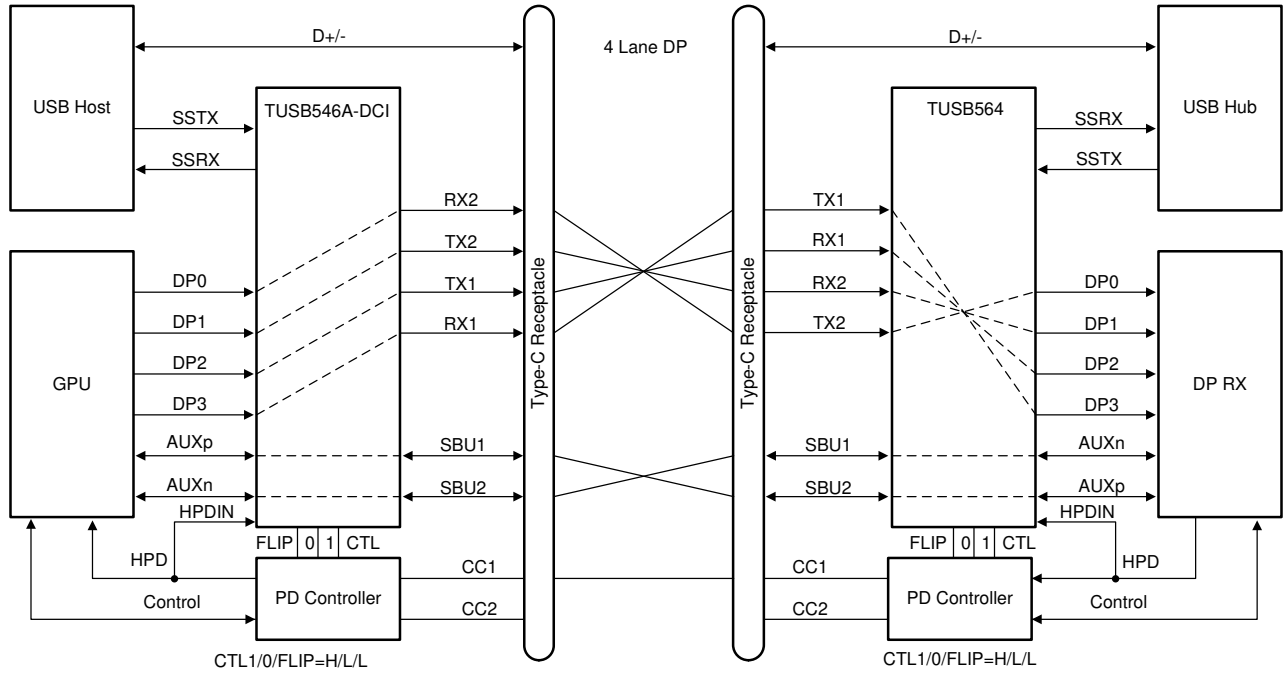 D+/-
4 Lane DP
D+/-
USB Host
TUSB546A-DCI
TUSB564
USB Hub
SSTX
SSRX
SSRX
SSTX
RX2
TX1
TX2
RX1
TX1
RX2
RX1
TX2
DP0
DP1
DP2
DP3
DP0
DP1
DP2
DP3
GPU
DP RX
Type-C Receptacle
Type-C Receptacle
AUXp
SBU1
SBU1
AUXn
AUXn
SBU2
SBU2
AUXp
HPDIN
HPDIN
FLIP 0 1 CTL
FLIP 0 1 CTL
HPD
CC1
CC1
HPD
Control
PD Controller
CC2
CC2
PD Controller
Control
CTL1/0/FLIP=H/L/L
CTL1/0/FLIP=H/L/L